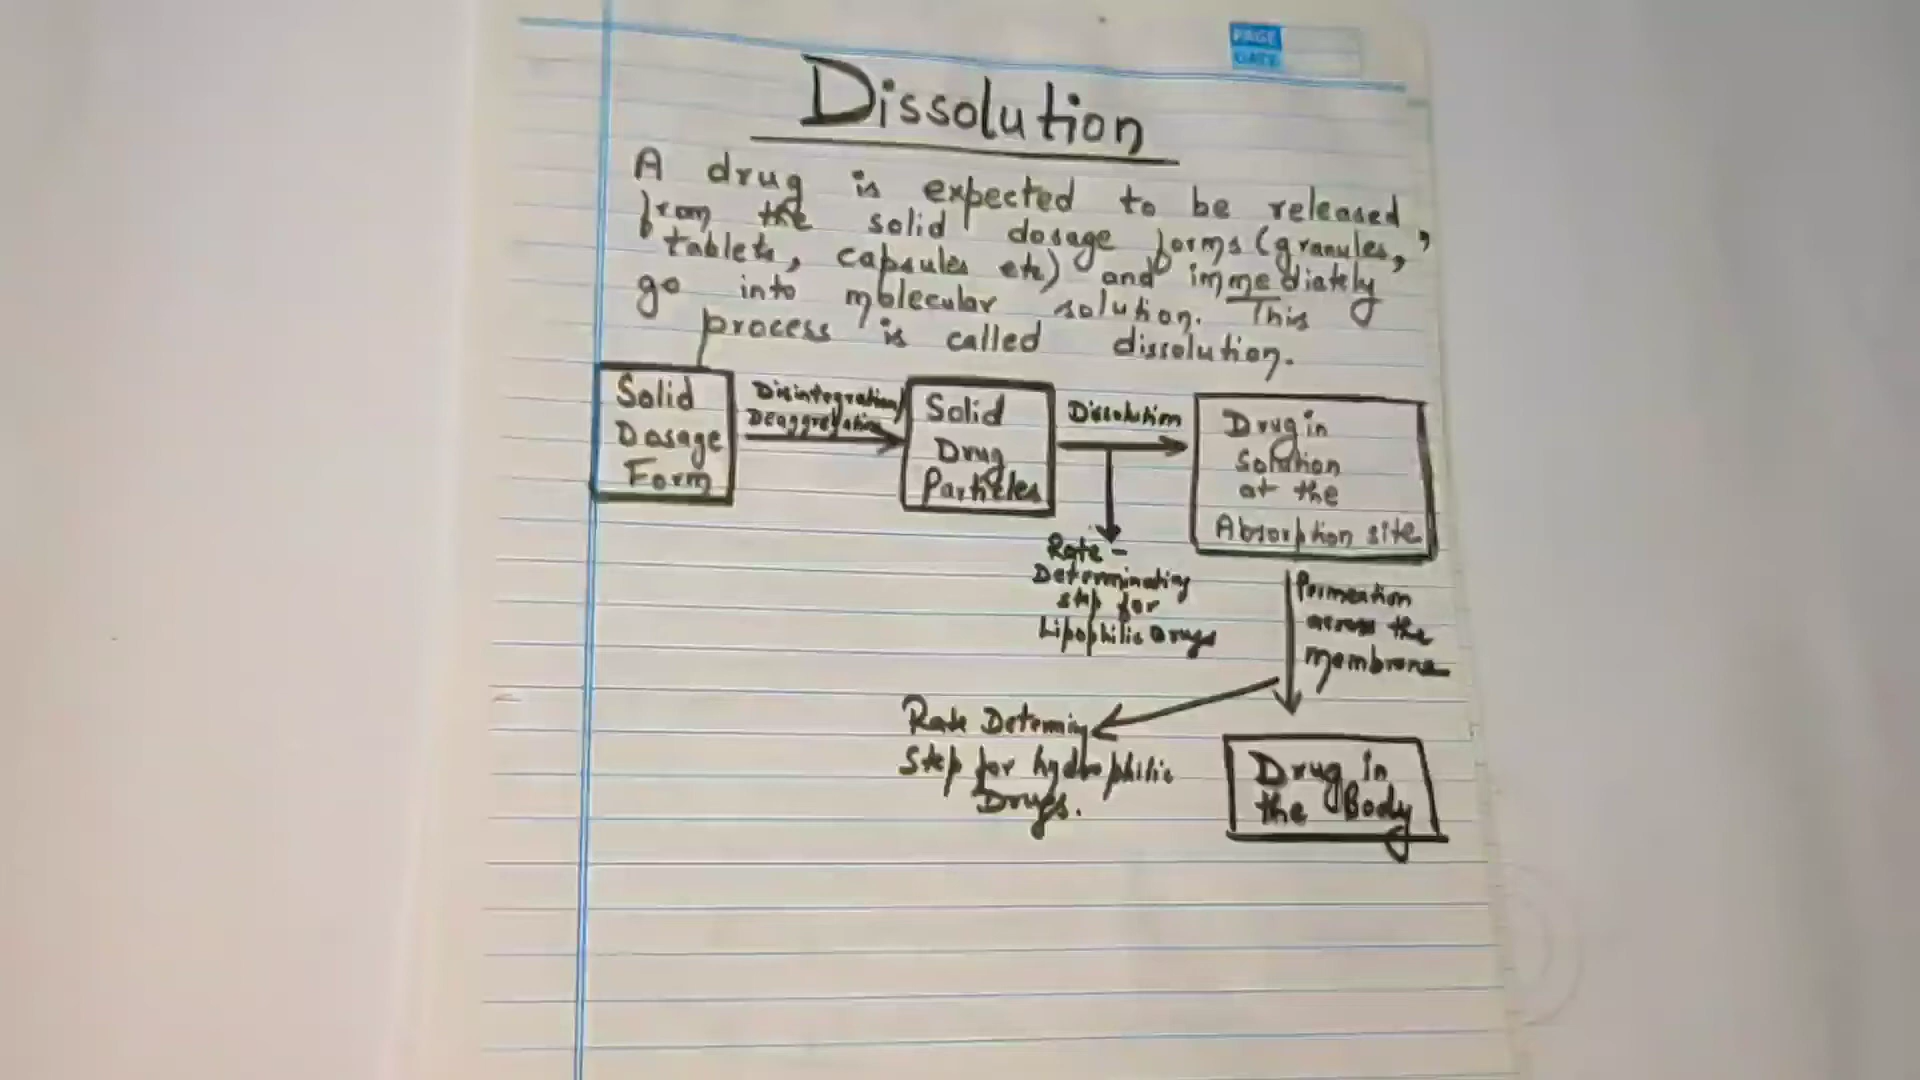 PAGE
DATE
Dissolution
A drug is expected to be released
from the solid dosage forms (granules,
tablets, capsules etc) and immediately
go into molecular solution. This
process is called dissolution.
Solid
Dosage
Form
Disintegration/
Deaggregation
Solid
Drug
Particles
Dissolution
Drug in
solution
at the
Absorption site
Rate-
Determinating
step for
Lipophilic Drugs
Permeation
across the
membrane
Rate Determing
Step for hydrophilic
Drugs.
Drug in
the Body